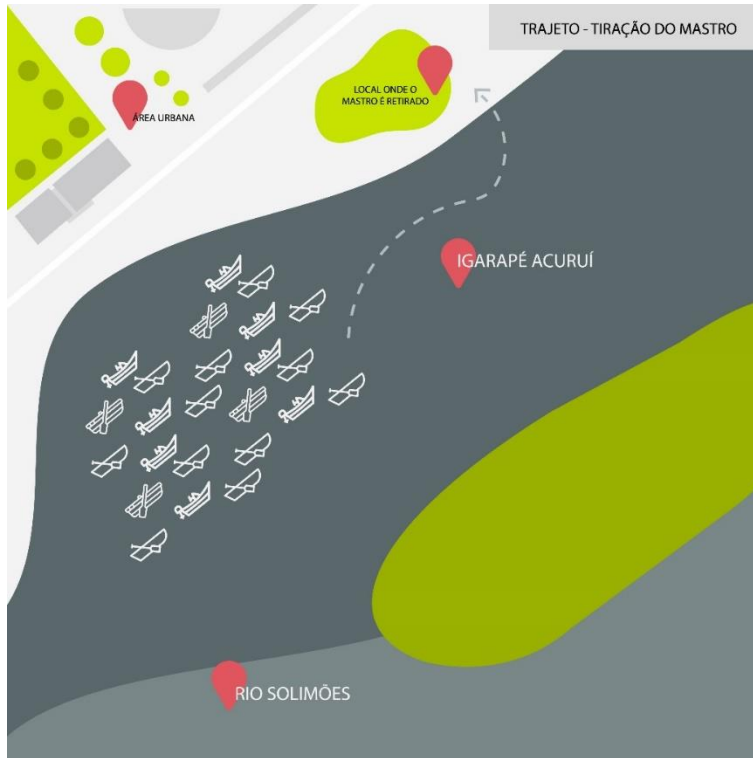 TRAJETO - TIRAÇÃO DO MASTRO
LOCAL ONDE O
MASTRO É RETIRADO
ÁREA URBANA
IGARAPÉ ACURUÍ
RIO SOLIMÕES